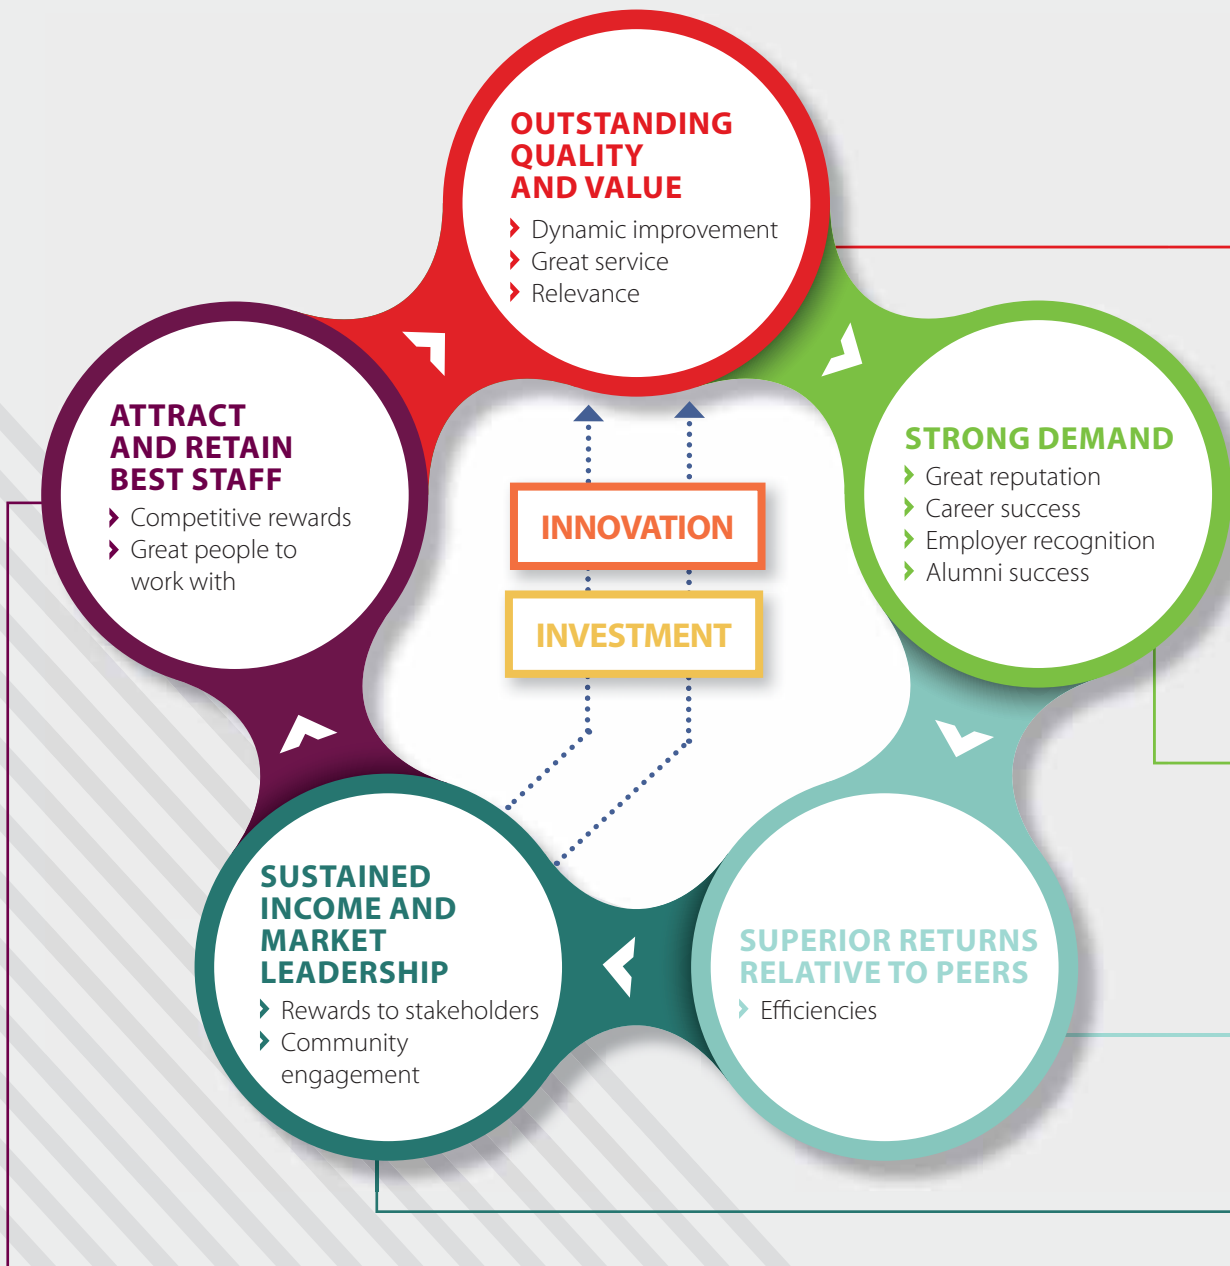 OUTSTANDING
QUALITY
AND VALUE
Dynamic improvement
Great service
Relevance
STRONG DEMAND
Great reputation
Career success
Employer recognition
Alumni success
SUPERIOR RETURNS
RELATIVE TO PEERS
Efficiencies
SUSTAINED
INCOME AND
MARKET
LEADERSHIP
Rewards to stakeholders
Community
engagement
ATTRACT
AND RETAIN
BEST STAFF
Competitive rewards
Great people to
work with
INNOVATION
INVESTMENT